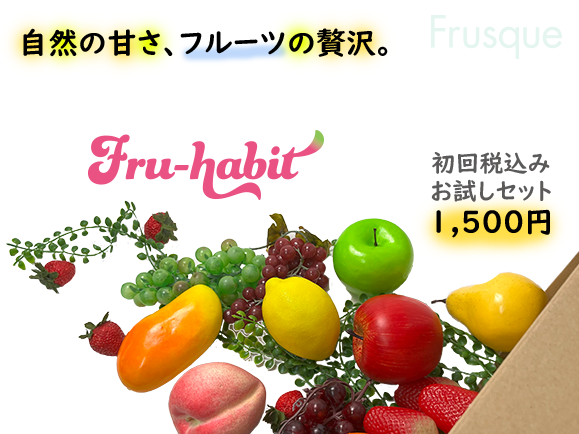 自然の甘さ、フルーツの贅沢。
Frusque
Fru-habit
初回税込み
お試しセット
1,500円